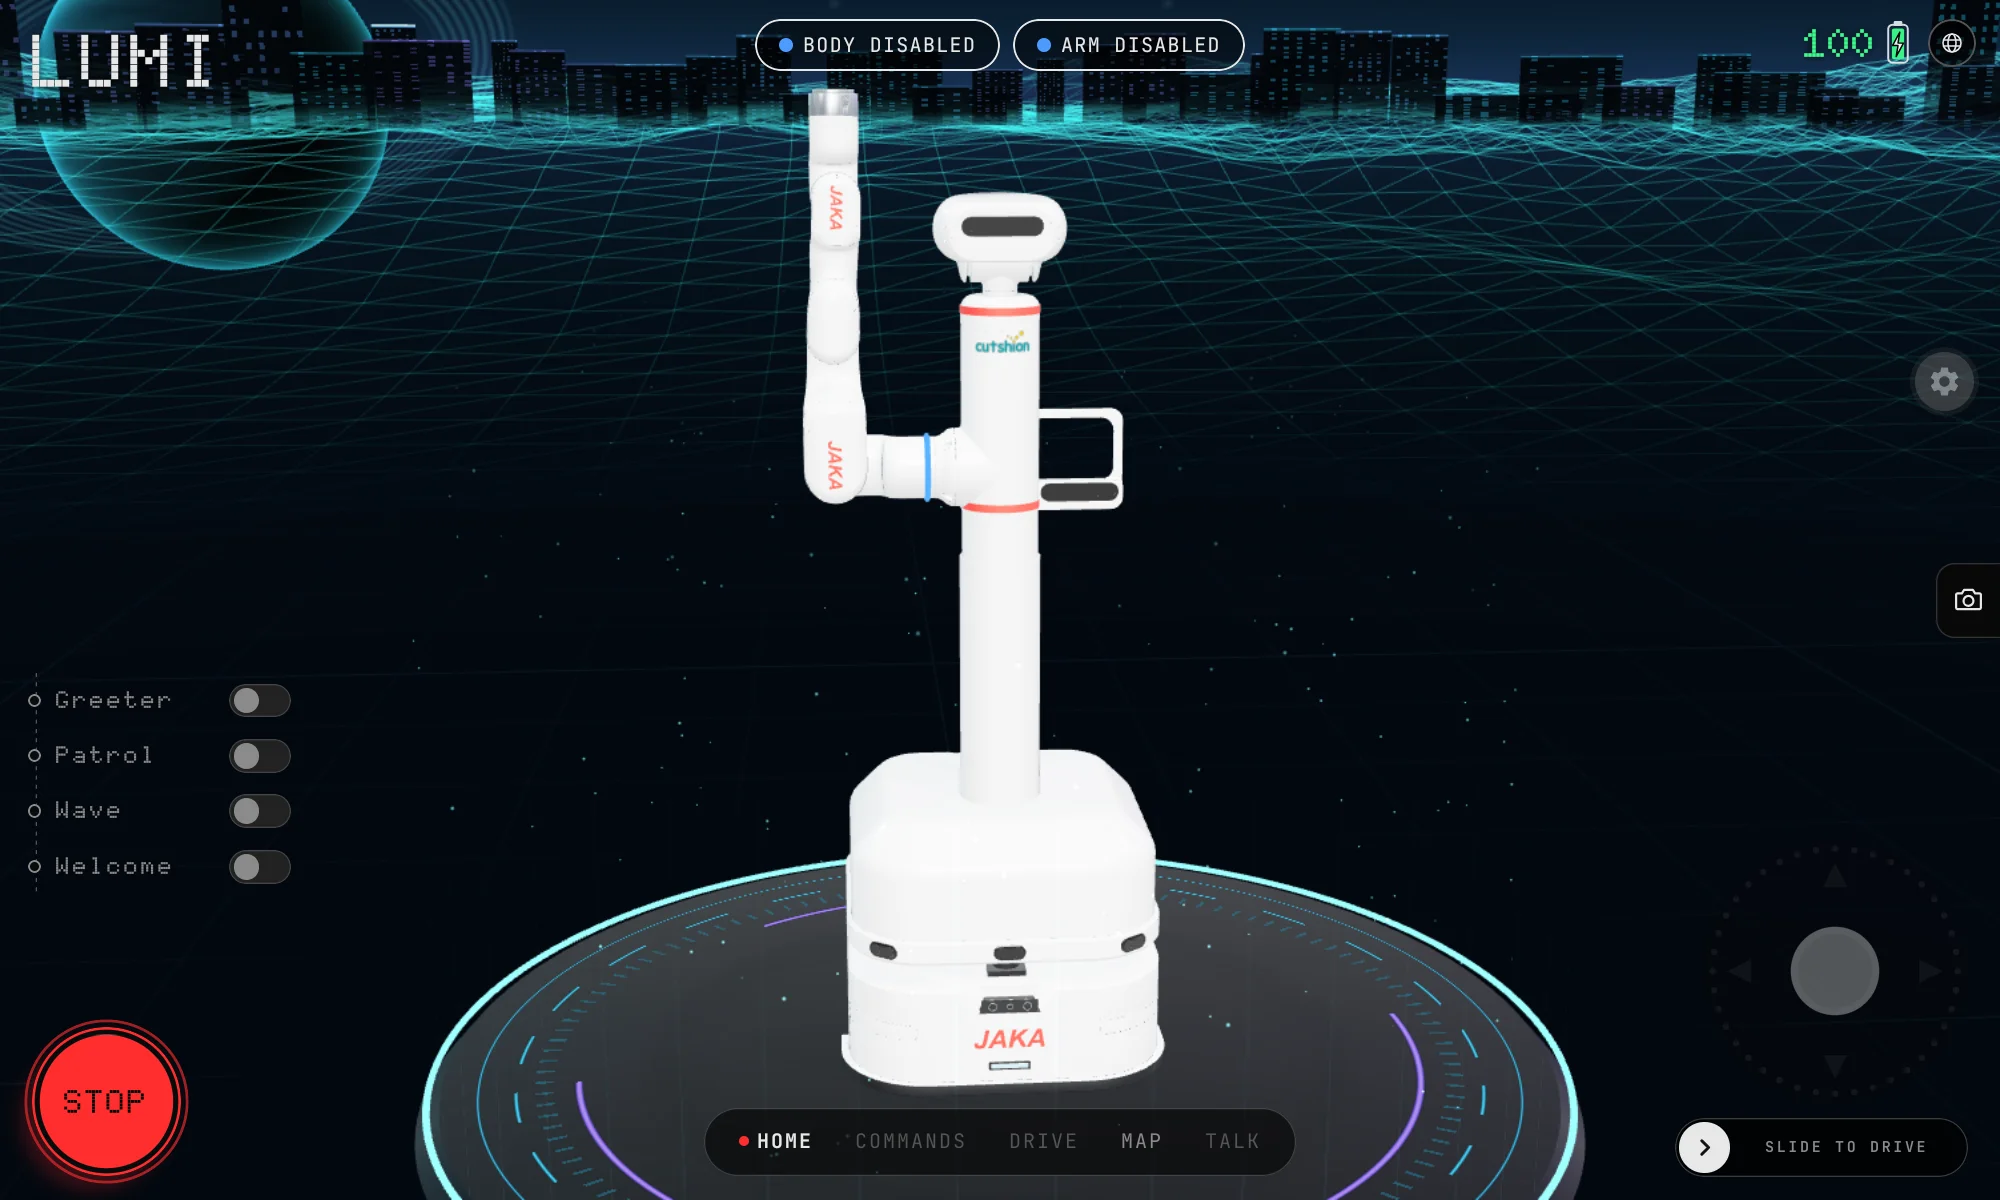 LUMI
BODY DISABLED
ARM DISABLED
100
JAKA
cutshion
JAKA
Greeter
Patrol
Wave
Welcome
JAKA
STOP
HOME
COMMANDS
DRIVE
MAP
TALK
SLIDE TO DRIVE